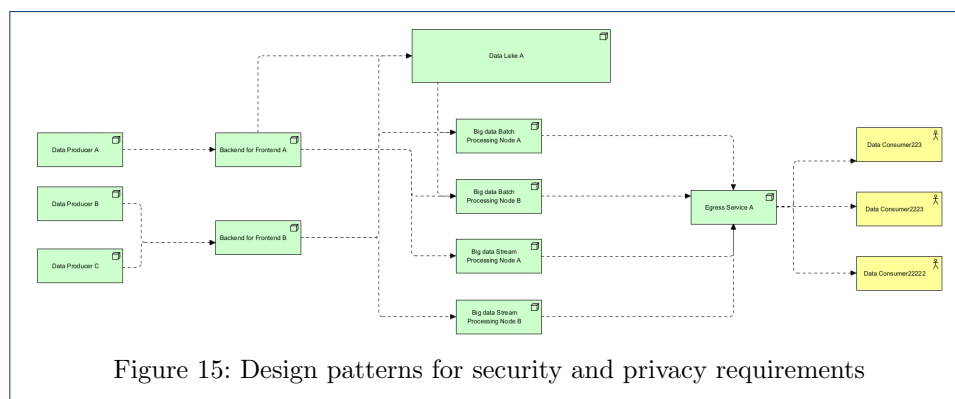 Data Lake A
Data Producer A
Backend for Frontend A
Big data Batch
Processing Node A
Data Consumer223
Data Producer B
Big data Batch
Processing Node B
Egress Service A
Data Consumer2223
Backend for Frontend B
Data Producer C
Big data Stream
Processing Node A
Data Consumer22222
Big data Stream
Processing Node B
Figure 15: Design patterns for security and privacy requirements